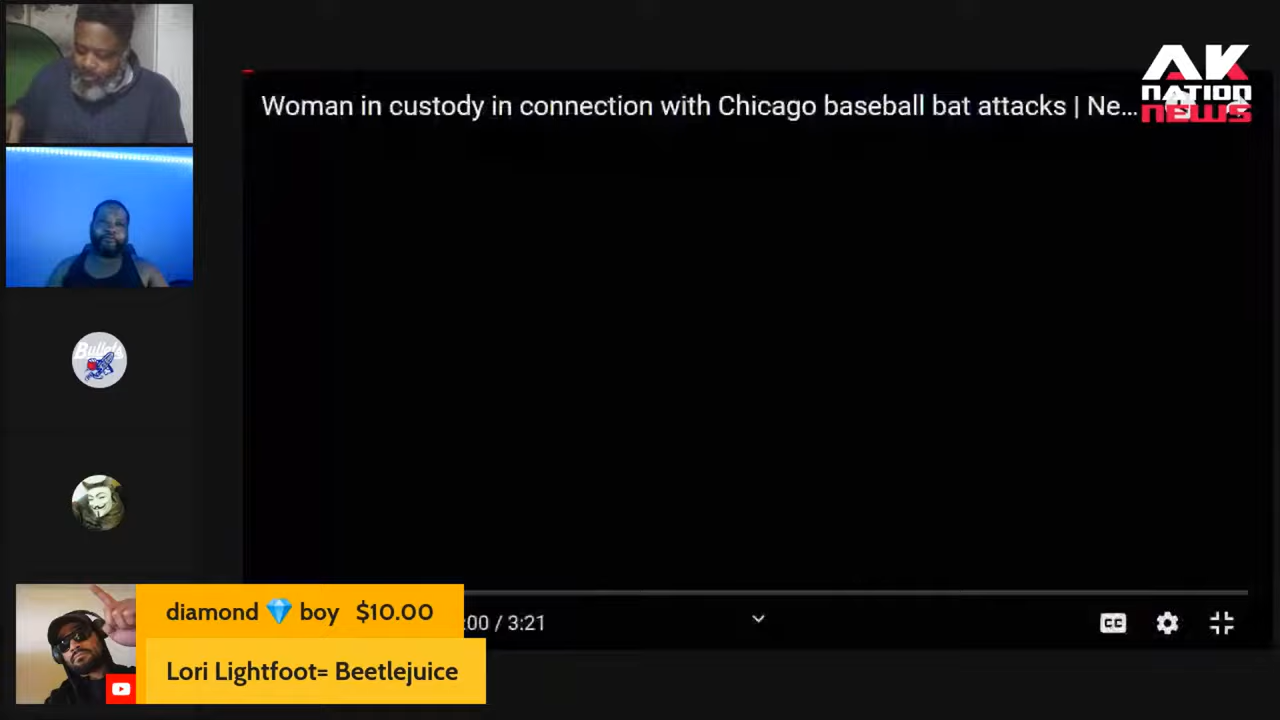 AK
NATION
NEWS
Woman in custody in connection with Chicago baseball bat attacks | Ne...
Bullets
:00 / 3:21
CC
diamond 💎 boy $10.00
Lori Lightfoot= Beetlejuice